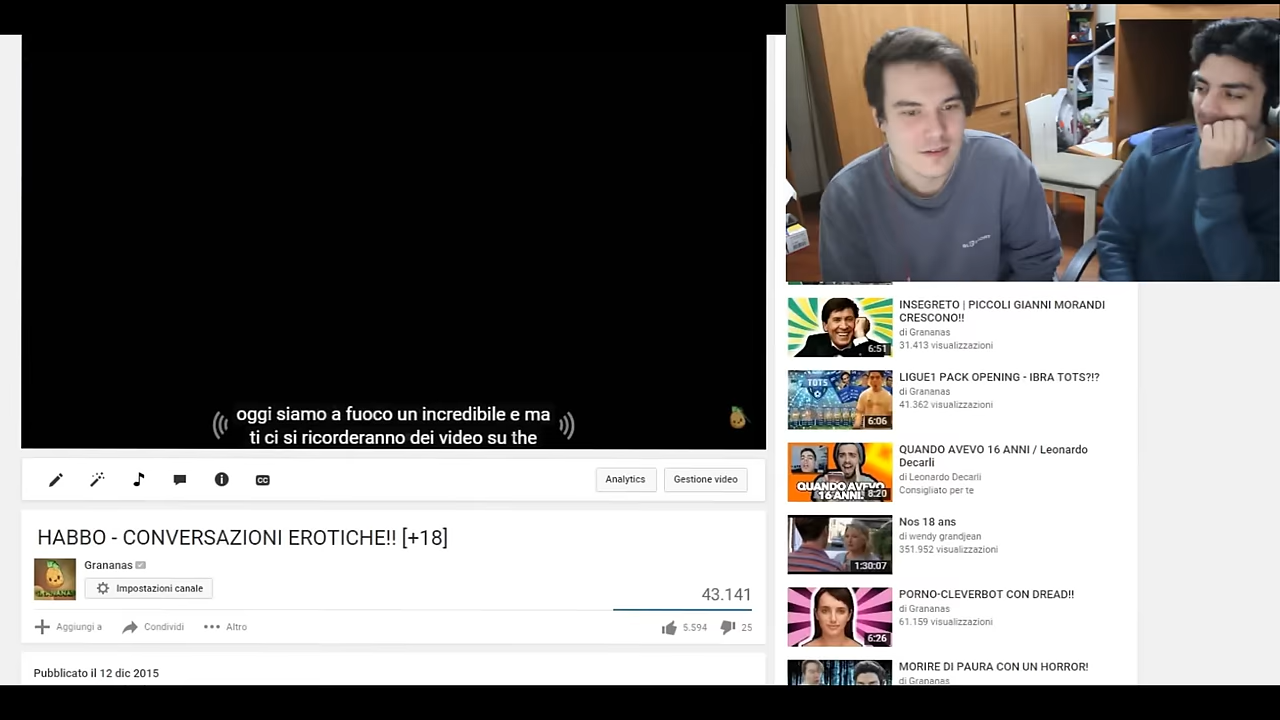 oggi siamo a fuoco un incredibile e ma
ti ci si ricorderanno dei video su the
Analytics
Gestione video
HABBO - CONVERSAZIONI EROTICHE!! [+18]
Grananas
Impostazioni canale
43.141
Aggiungi a
Condividi
Altro
5.594
25
Pubblicato il 12 dic 2015
6:51
INSEGRETO | PICCOLI GIANNI MORANDI
CRESCONO!!
di Grananas
31.413 visualizzazioni
TOTS
6:06
LIGUE1 PACK OPENING - IBRA TOTS?!?
di Grananas
41.362 visualizzazioni
QUANDO AVEVO
16 ANNI.
8:20
QUANDO AVEVO 16 ANNI / Leonardo
Decarli
di Leonardo Decarli
Consigliato per te
1:30:07
Nos 18 ans
di wendy grandjean
351.952 visualizzazioni
6:26
PORNO-CLEVERBOT CON DREAD!!
di Grananas
61.159 visualizzazioni
MORIRE DI PAURA CON UN HORROR!
di Grananas